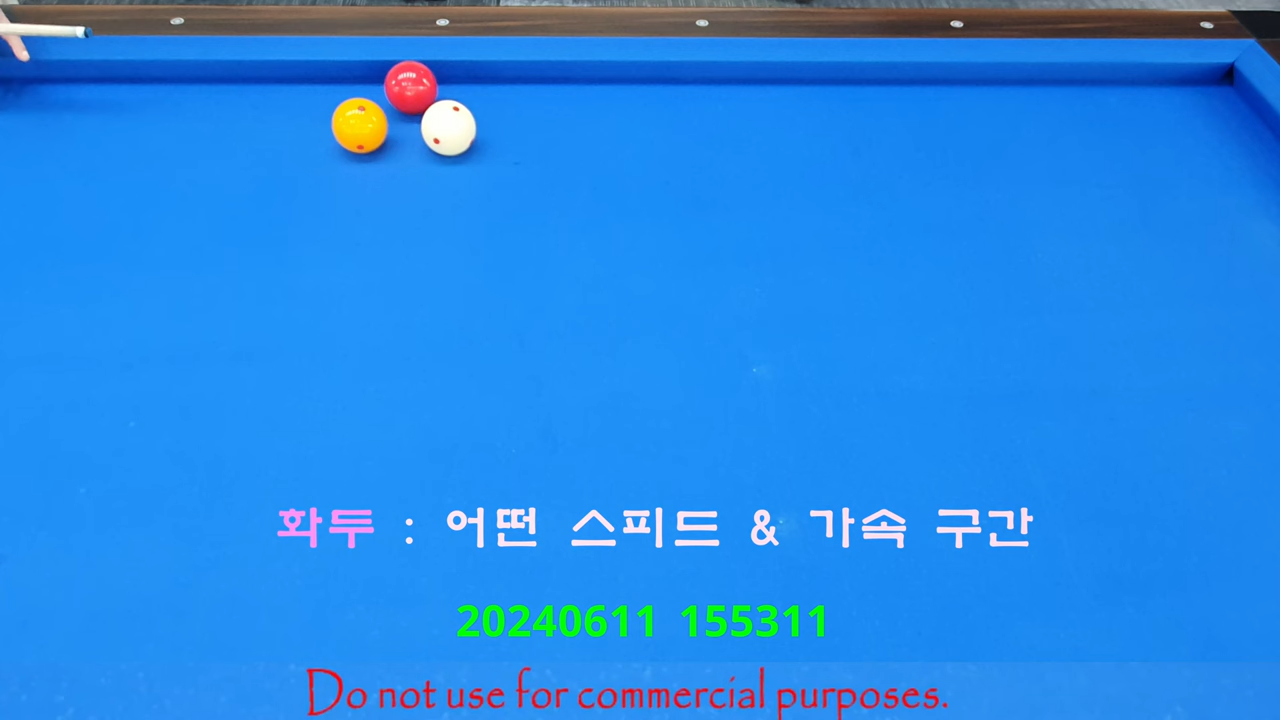 화두 : 어떤 스피드 & 가속 구간
20240611 155311
Do not use for commercial purposes.